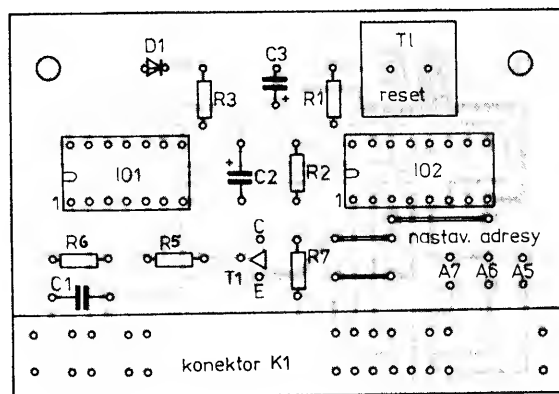 D1
C3
Tl
R3
R1
reset
IO1
1
C2
R2
IO2
1
nastav. adresy
R6
R5
C
T1
E
R7
A7
A6
A5
C1
konektor K1